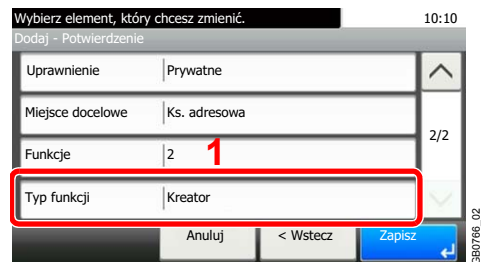 Wybierz element, który chcesz zmienić. 10:10
Dodaj - Potwierdzenie
Uprawnienie Prywatne
Miejsce docelowe Ks. adresowa
2/2
Funkcje 2 1
Typ funkcji Kreator
Anuluj < Wstecz Zapisz
GB0766_02